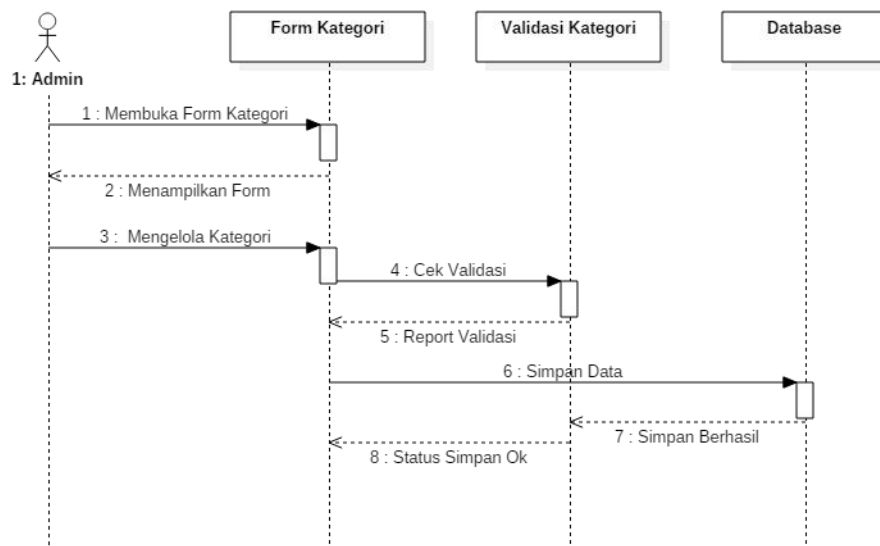 Form Kategori
Validasi Kategori
Database
1: Admin
1 : Membuka Form Kategori
2 : Menampilkan Form
3 :  Mengelola Kategori
4 : Cek Validasi
5 : Report Validasi
6 : Simpan Data
7 : Simpan Berhasil
8 : Status Simpan Ok